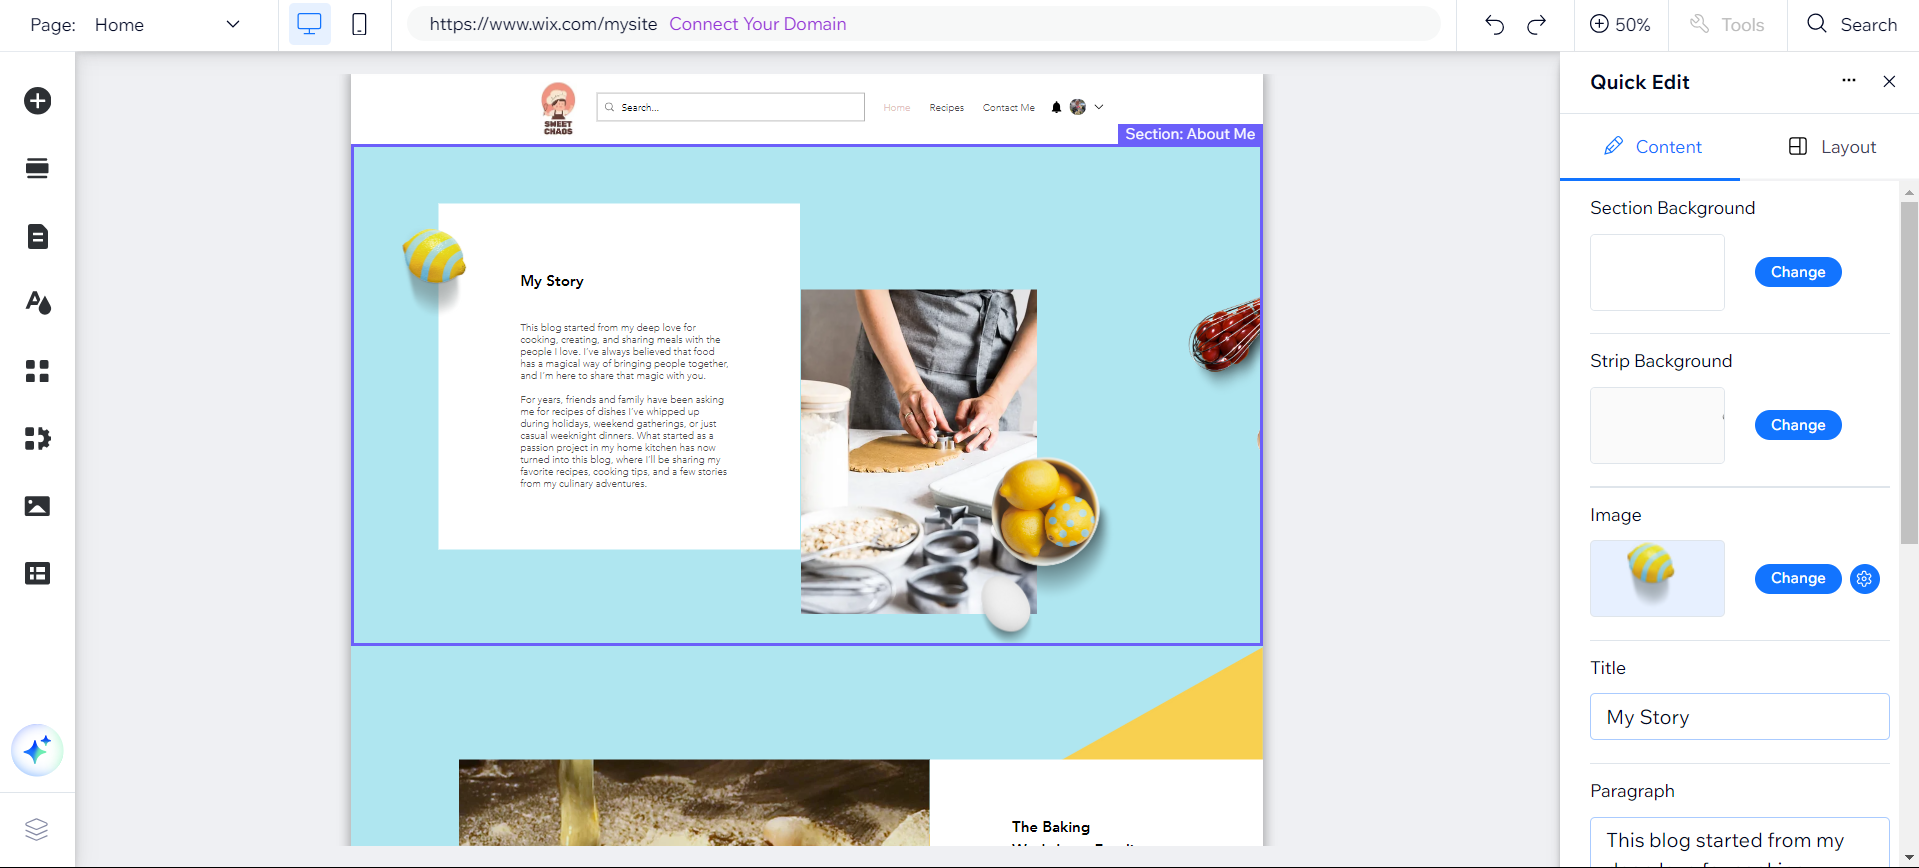 Page: Home
https://www.wix.com/mysite Connect Your Domain
50%
Tools
Search
SWEET
CHAOS
Search...
Home
Recipes
Contact Me
Section: About Me
My Story
This blog started from my deep love for
cooking, creating, and sharing meals with the
people I love. I've always believed that food
has a magical way of bringing people together,
and I'm here to share that magic with you.
For years, friends and family have been asking
me for recipes of dishes I've whipped up
during holidays, weekend gatherings, or just
casual weeknight dinners. What started as a
passion project in my home kitchen has now
turned into this blog, where I'll be sharing my
favorite recipes, cooking tips, and a few stories
from my culinary adventures.
The Baking
Quick Edit
Content
Layout
Section Background
Change
Strip Background
Change
Image
Change
Title
My Story
Paragraph
This blog started from my